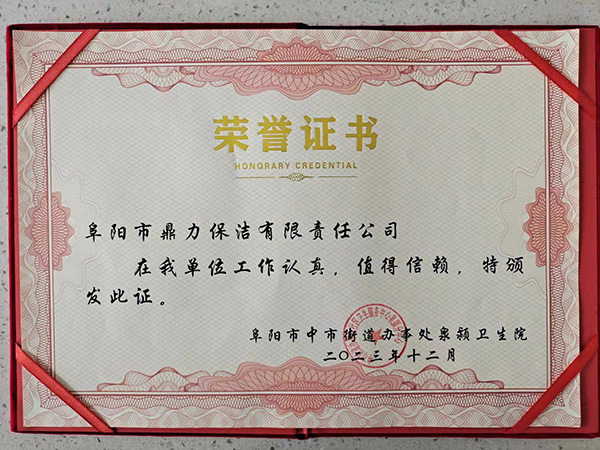 荣誉证书
HONORARY CREDENTIAL
阜阳市鼎力保洁有限责任公司
在我单位工作认真，值得信赖，特颁
发此证。
阜阳市中市街道办事处泉颍卫生院
二〇二三年十二月